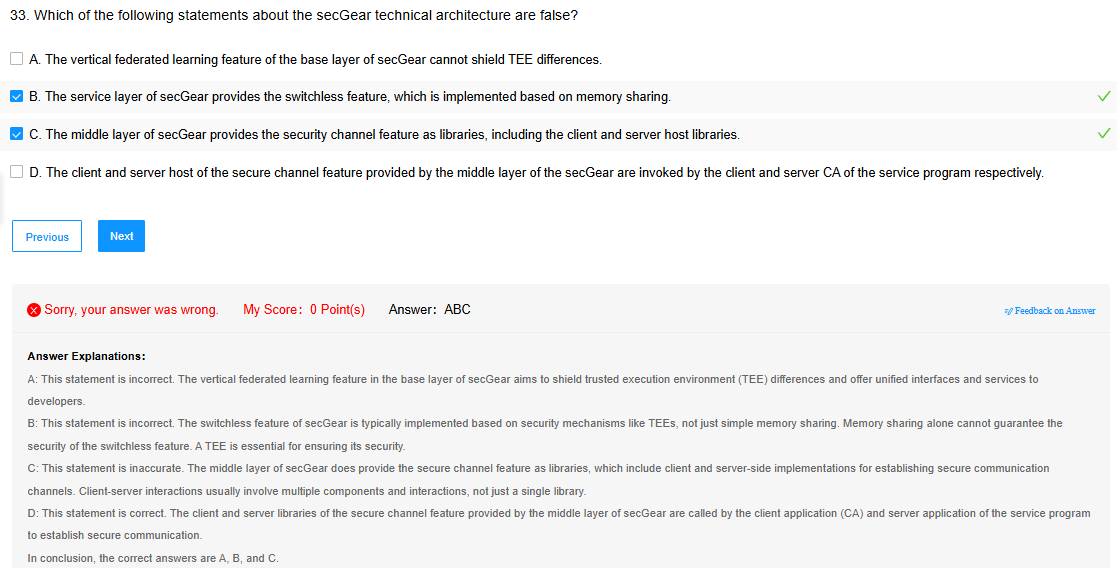 33. Which of the following statements about the secGear technical architecture are false?
A. The vertical federated learning feature of the base layer of secGear cannot shield TEE differences.
B. The service layer of secGear provides the switchless feature, which is implemented based on memory sharing.
C. The middle layer of secGear provides the security channel feature as libraries, including the client and server host libraries.
D. The client and server host of the secure channel feature provided by the middle layer of the secGear are invoked by the client and server CA of the service program respectively.
Previous Next
Sorry, your answer was wrong. My Score: 0 Point(s) Answer: ABC Feedback on Answer
Answer Explanations:
A: This statement is incorrect. The vertical federated learning feature in the base layer of secGear aims to shield trusted execution environment (TEE) differences and offer unified interfaces and services to
developers.
B: This statement is incorrect. The switchless feature of secGear is typically implemented based on security mechanisms like TEEs, not just simple memory sharing. Memory sharing alone cannot guarantee the
security of the switchless feature. A TEE is essential for ensuring its security.
C: This statement is inaccurate. The middle layer of secGear does provide the secure channel feature as libraries, which include client and server-side implementations for establishing secure communication
channels. Client-server interactions usually involve multiple components and interactions, not just a single library.
D: This statement is correct. The client and server libraries of the secure channel feature provided by the middle layer of secGear are called by the client application (CA) and server application of the service program
to establish secure communication.
In conclusion, the correct answers are A, B, and C.